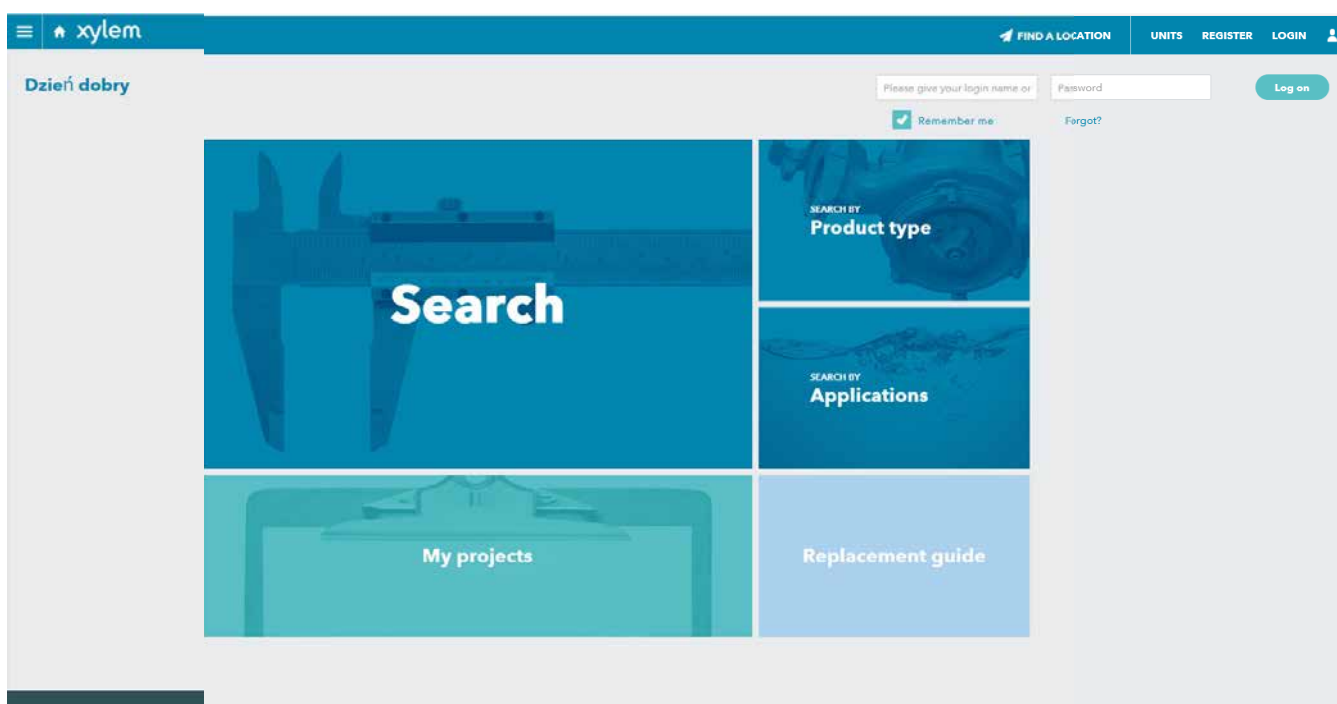 xylem
FIND A LOCATION
UNITS
REGISTER
LOGIN
Dzień dobry
Please give your login name or
Password
Log on
Remember me
Forgot?
Search
SEARCH BY
Product type
SEARCH BY
Applications
My projects
Replacement guide